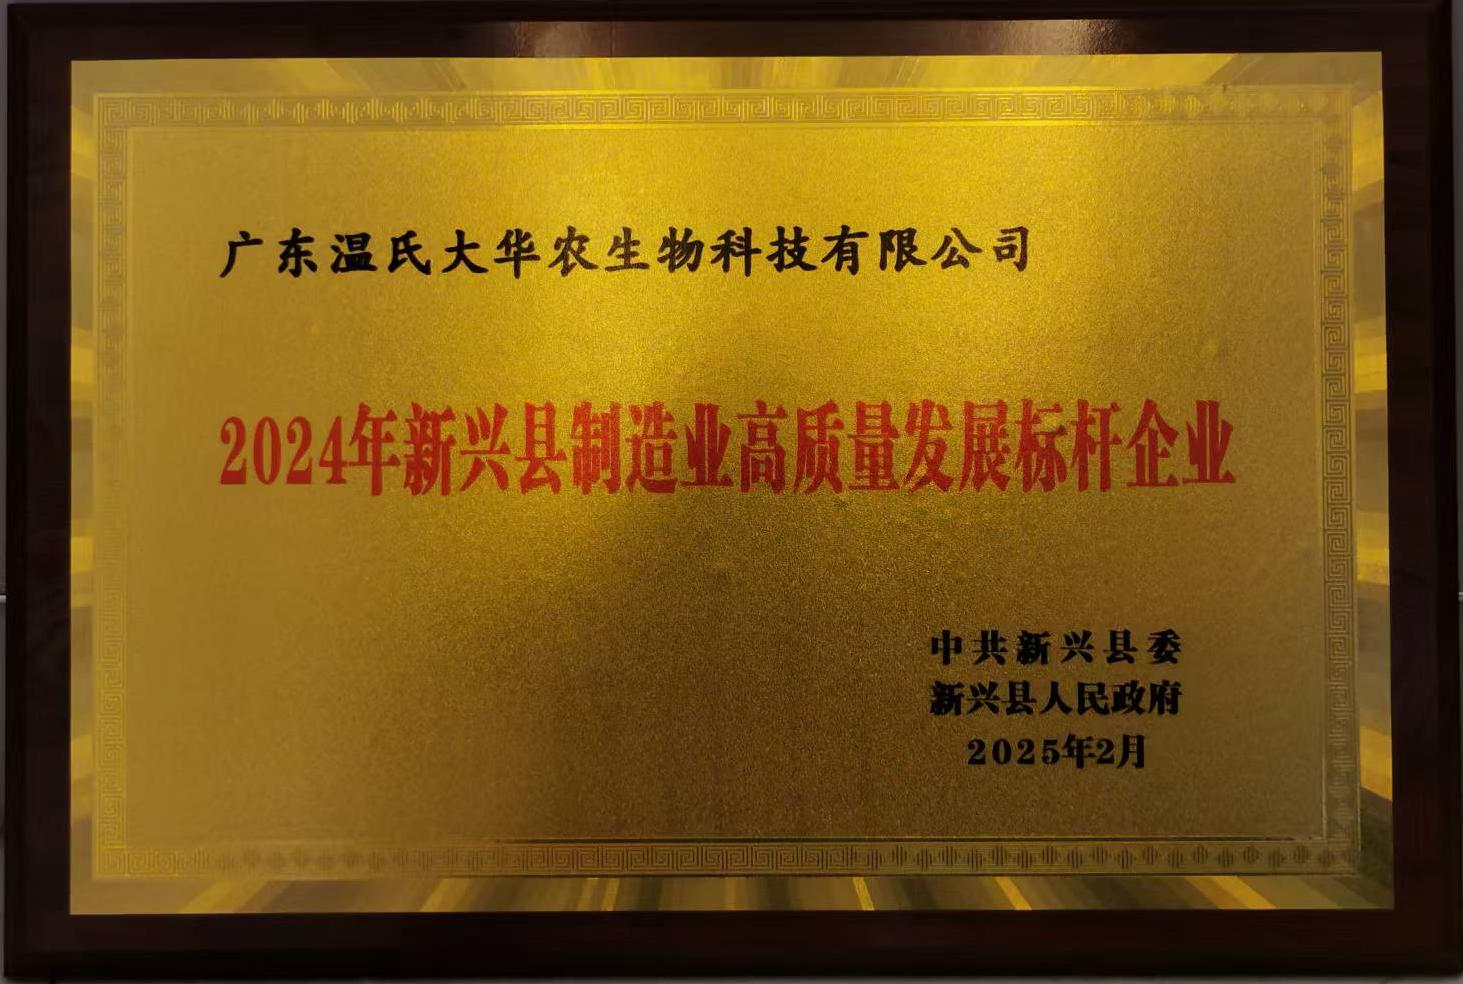 广东温氏大华农生物科技有限公司
2024年新兴县制造业高质量发展标杆企业
中共新兴县委
新兴县人民政府
2025年2月